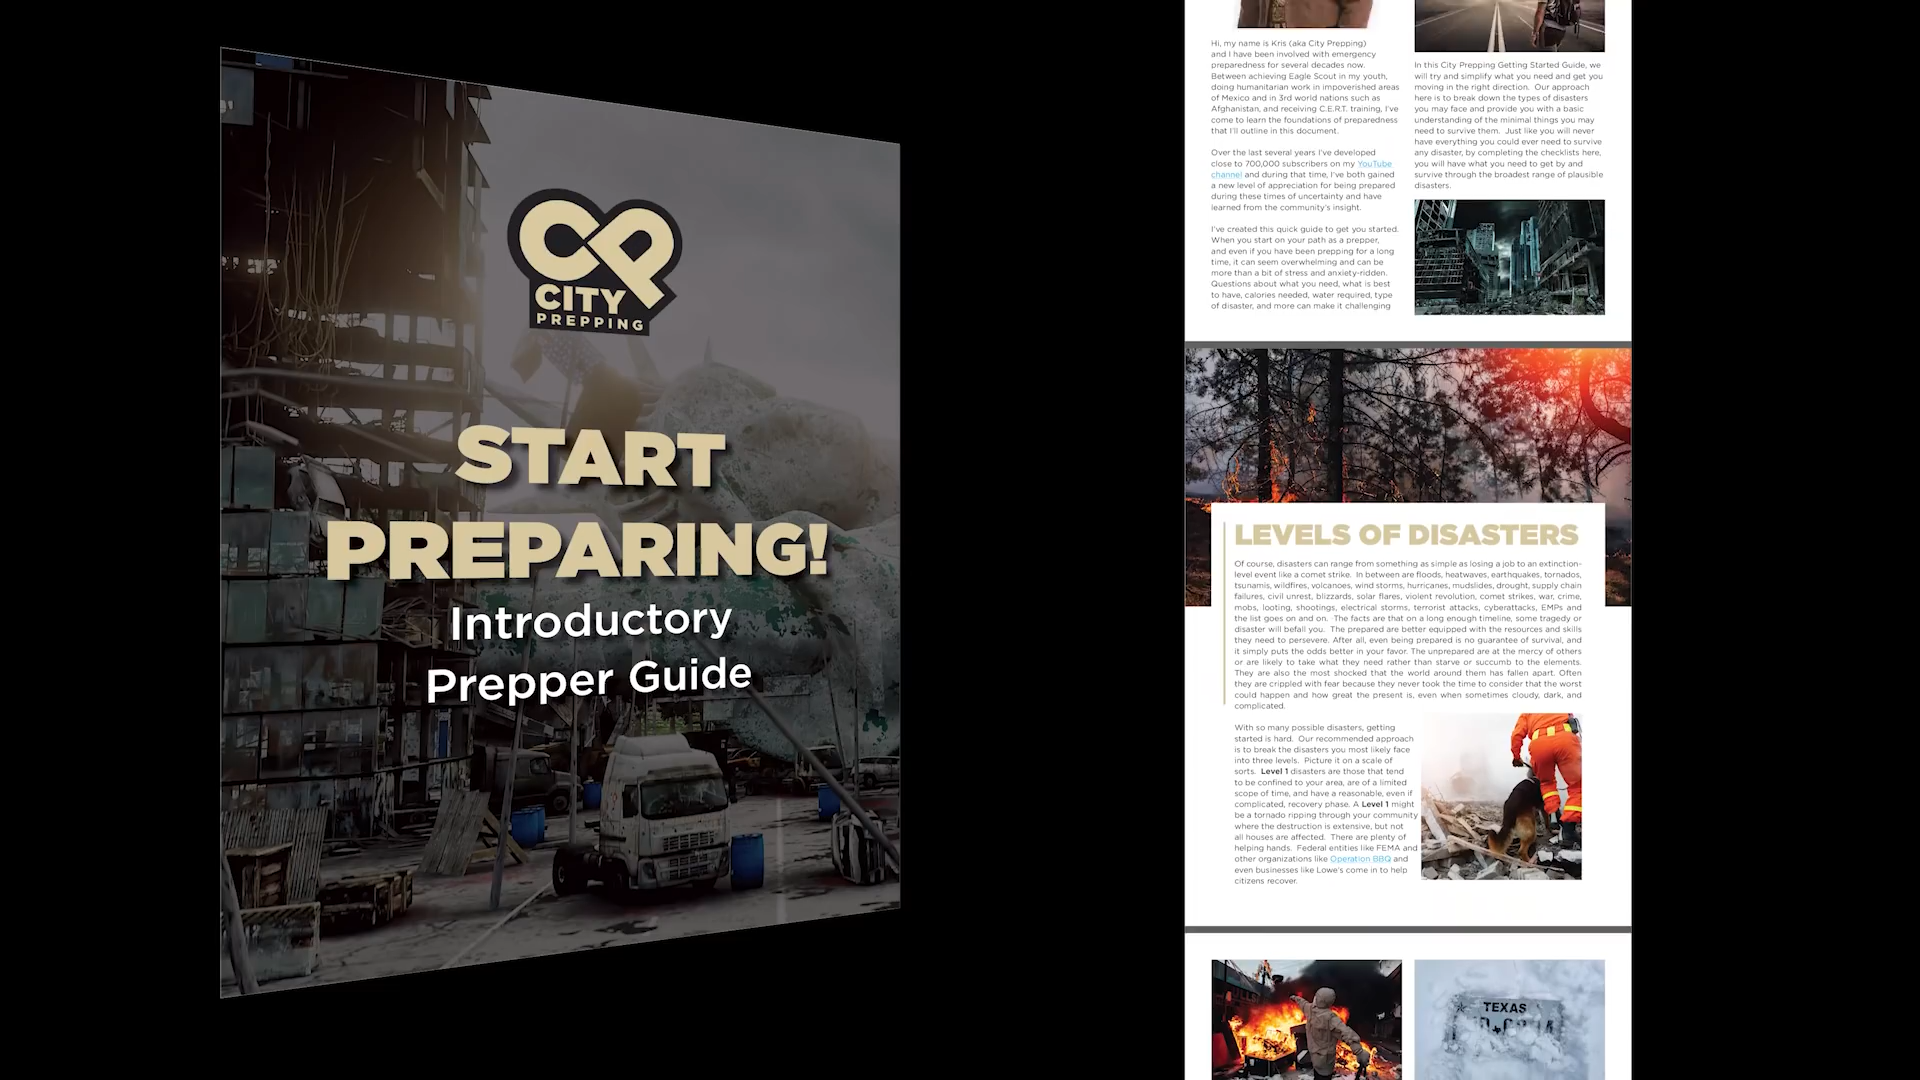 CP
CITY
PREPPING
START
PREPARING!
Introductory
Prepper Guide
Hi, my name is Kris (aka City Prepping)
and I have been involved with emergency
preparedness for several decades now.
Between achieving Eagle Scout in my youth,
doing humanitarian work in impoverished areas
of Mexico and in 3rd world nations such as
Afghanistan, and receiving C.E.R.T. training, I've
come to learn the foundations of preparedness
that I'll outline in this document.
Over the last several years I've developed
close to 700,000 subscribers on my YouTube
channel and during that time, I've both gained
a new level of appreciation for being prepared
during these times of uncertainty and have
learned from the community's insight.
I've created this quick guide to get you started.
When you start on your path as a prepper,
and even if you have been prepping for a long
time, it can seem overwhelming and can be
more than a bit of stress and anxiety-ridden.
Questions about what you need, what is best
to have, calories needed, water required, type
of disaster, and more can make it challenging
In this City Prepping Getting Started Guide, we
will try and simplify what you need and get you
moving in the right direction. Our approach
here is to break down the types of disasters
you may face and provide you with a basic
understanding of the minimal things you may
need to survive them. Just like you will never
have everything you could ever need to survive
any disaster, by completing the checklists here,
you will have what you need to get by and
survive through the broadest range of plausible
disasters.
LEVELS OF DISASTERS
Of course, disasters can range from something as simple as losing a job to an extinction-
level event like a comet strike. In between are floods, heatwaves, earthquakes, tornados,
tsunamis, wildfires, volcanoes, wind storms, hurricanes, mudslides, drought, supply chain
failures, civil unrest, blizzards, solar flares, violent revolution, comet strikes, war, crime,
mobs, looting, shootings, electrical storms, terrorist attacks, cyberattacks, EMPs and
the list goes on and on. The facts are that on a long enough timeline, some tragedy or
disaster will befall you. The prepared are better equipped with the resources and skills
they need to persevere. After all, even being prepared is no guarantee of survival, and
it simply puts the odds better in your favor. The unprepared are at the mercy of others
or are likely to take what they need rather than starve or succumb to the elements.
They are also the most shocked that the world around them has fallen apart. Often
they are crippled with fear because they never took the time to consider that the worst
could happen and how great the present is, even when sometimes cloudy, dark, and
complicated.
With so many possible disasters, getting
started is hard. Our recommended approach
is to break the disasters you most likely face
into three levels. Picture it on a scale of
sorts. Level 1 disasters are those that tend
to be confined to your area, are of a limited
scope of time, and have a reasonable, even if
complicated, recovery phase. A Level 1 might
be a tornado ripping through your community
where the destruction is extensive, but not
all houses are affected. There are plenty of
helping hands. Federal entities like FEMA and
other organizations like Operation BBQ and
even businesses like Lowe's come in to help
citizens recover.
TEXAS